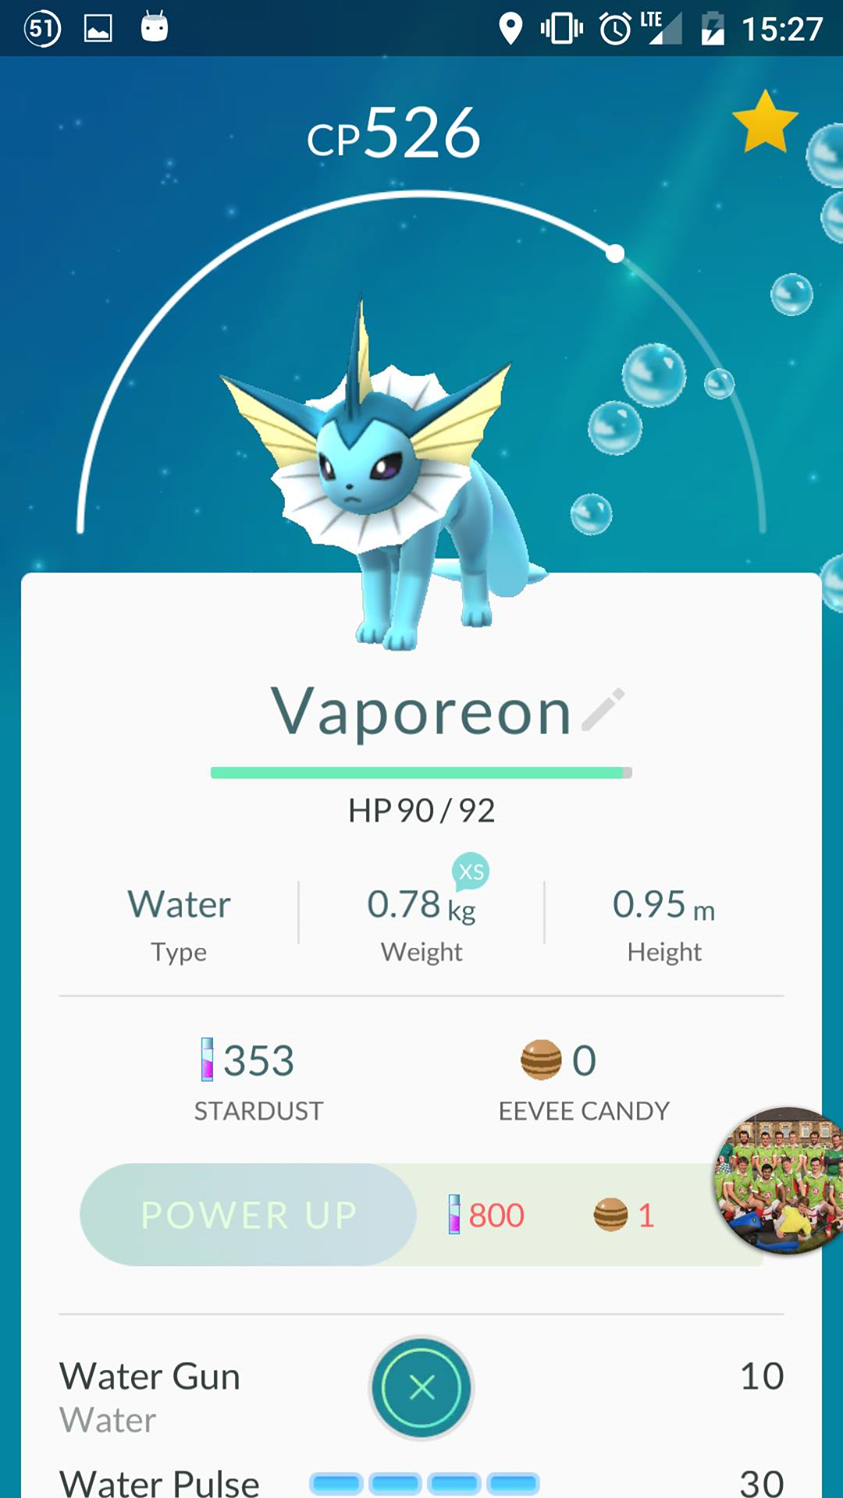 51 LTE 15:27
CP526
Vaporeon
HP 90 / 92
XS
Water 0.78 kg 0.95 m
Type Weight Height
353 0
STARDUST EEVEE CANDY
POWER UP 800 1
Water Gun 10
Water
Water Pulse 30